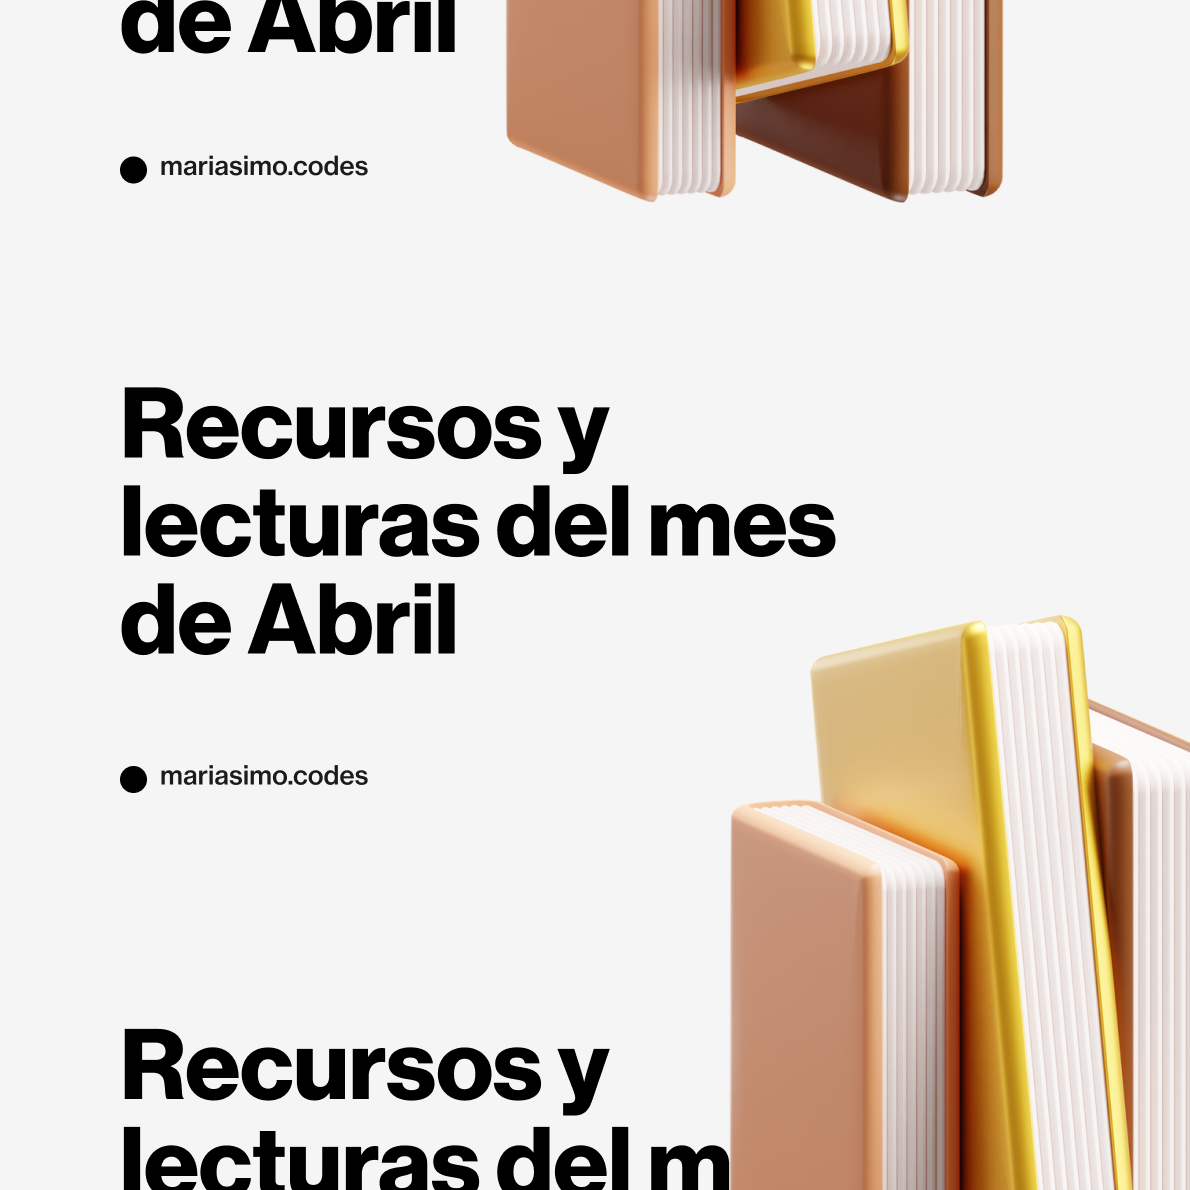 de Abril
mariasimo.codes
Recursos y
lecturas del mes
de Abril
mariasimo.codes
Recursos y
lecturas del m